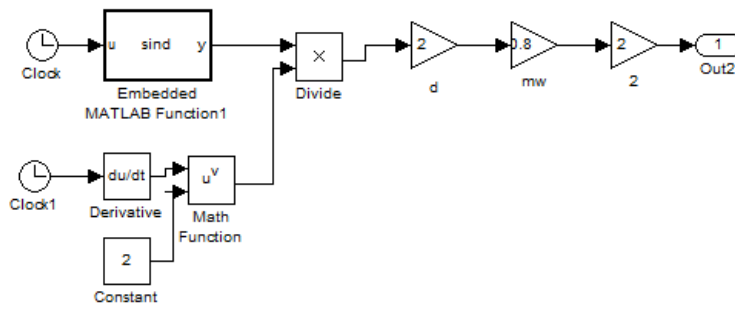 u sind y
Clock
Embedded
MATLAB Function1
×
Divide
2
d
0.8
mw
2
2
1
Out2
du/dt
Clock1
Derivative
u^v
Math
Function
2
Constant